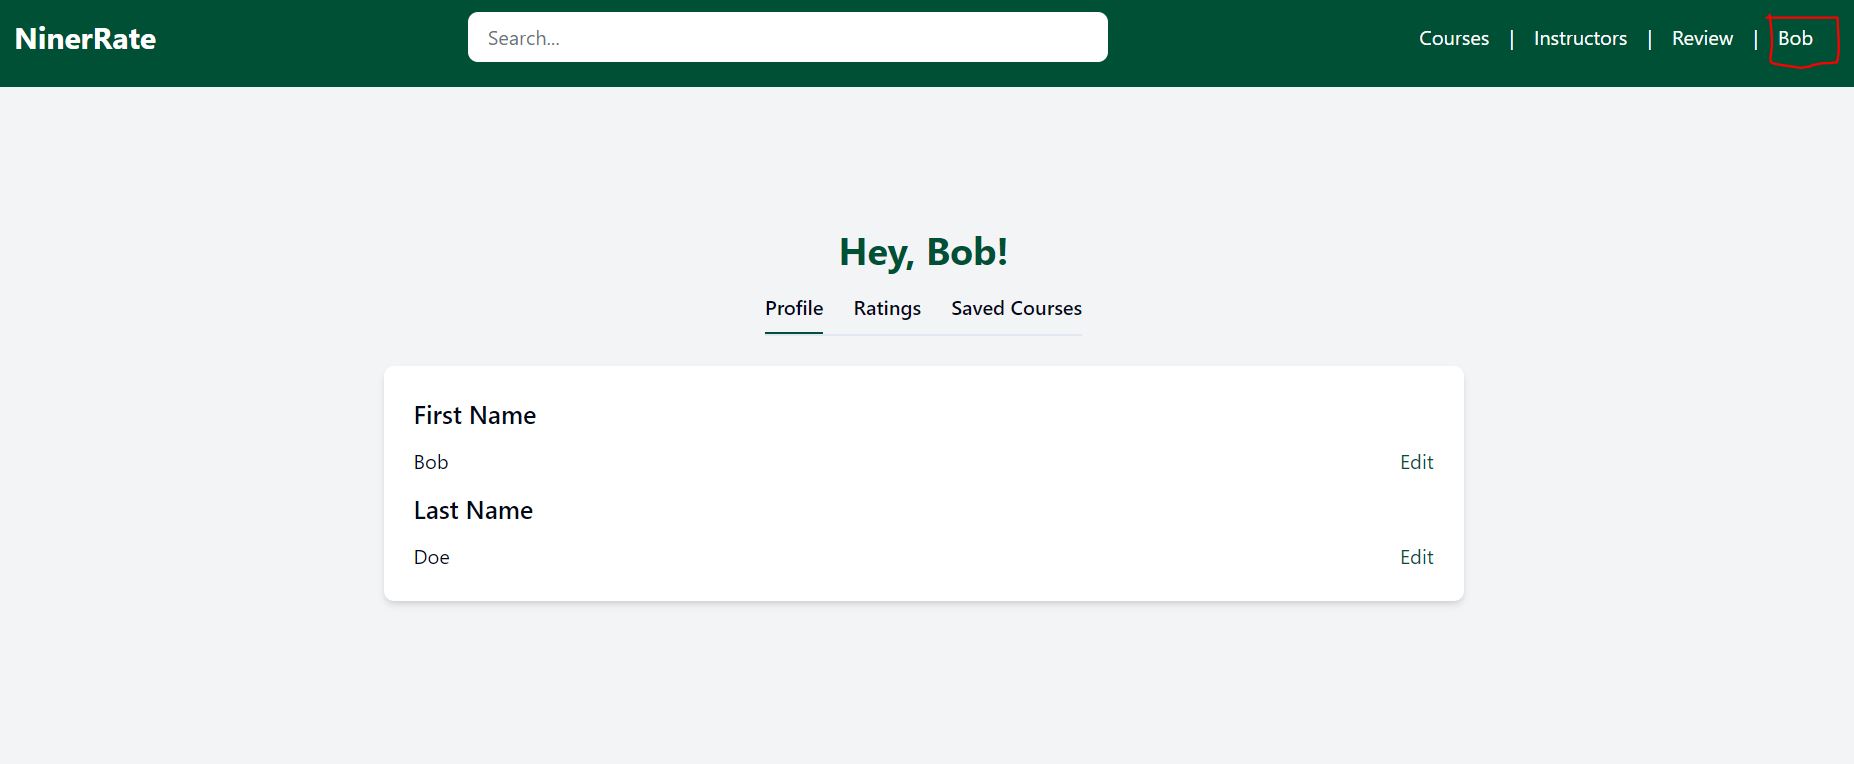 NinerRate Search... Courses | Instructors | Review | Bob
Hey, Bob!
Profile Ratings Saved Courses
First Name
Bob Edit
Last Name
Doe Edit